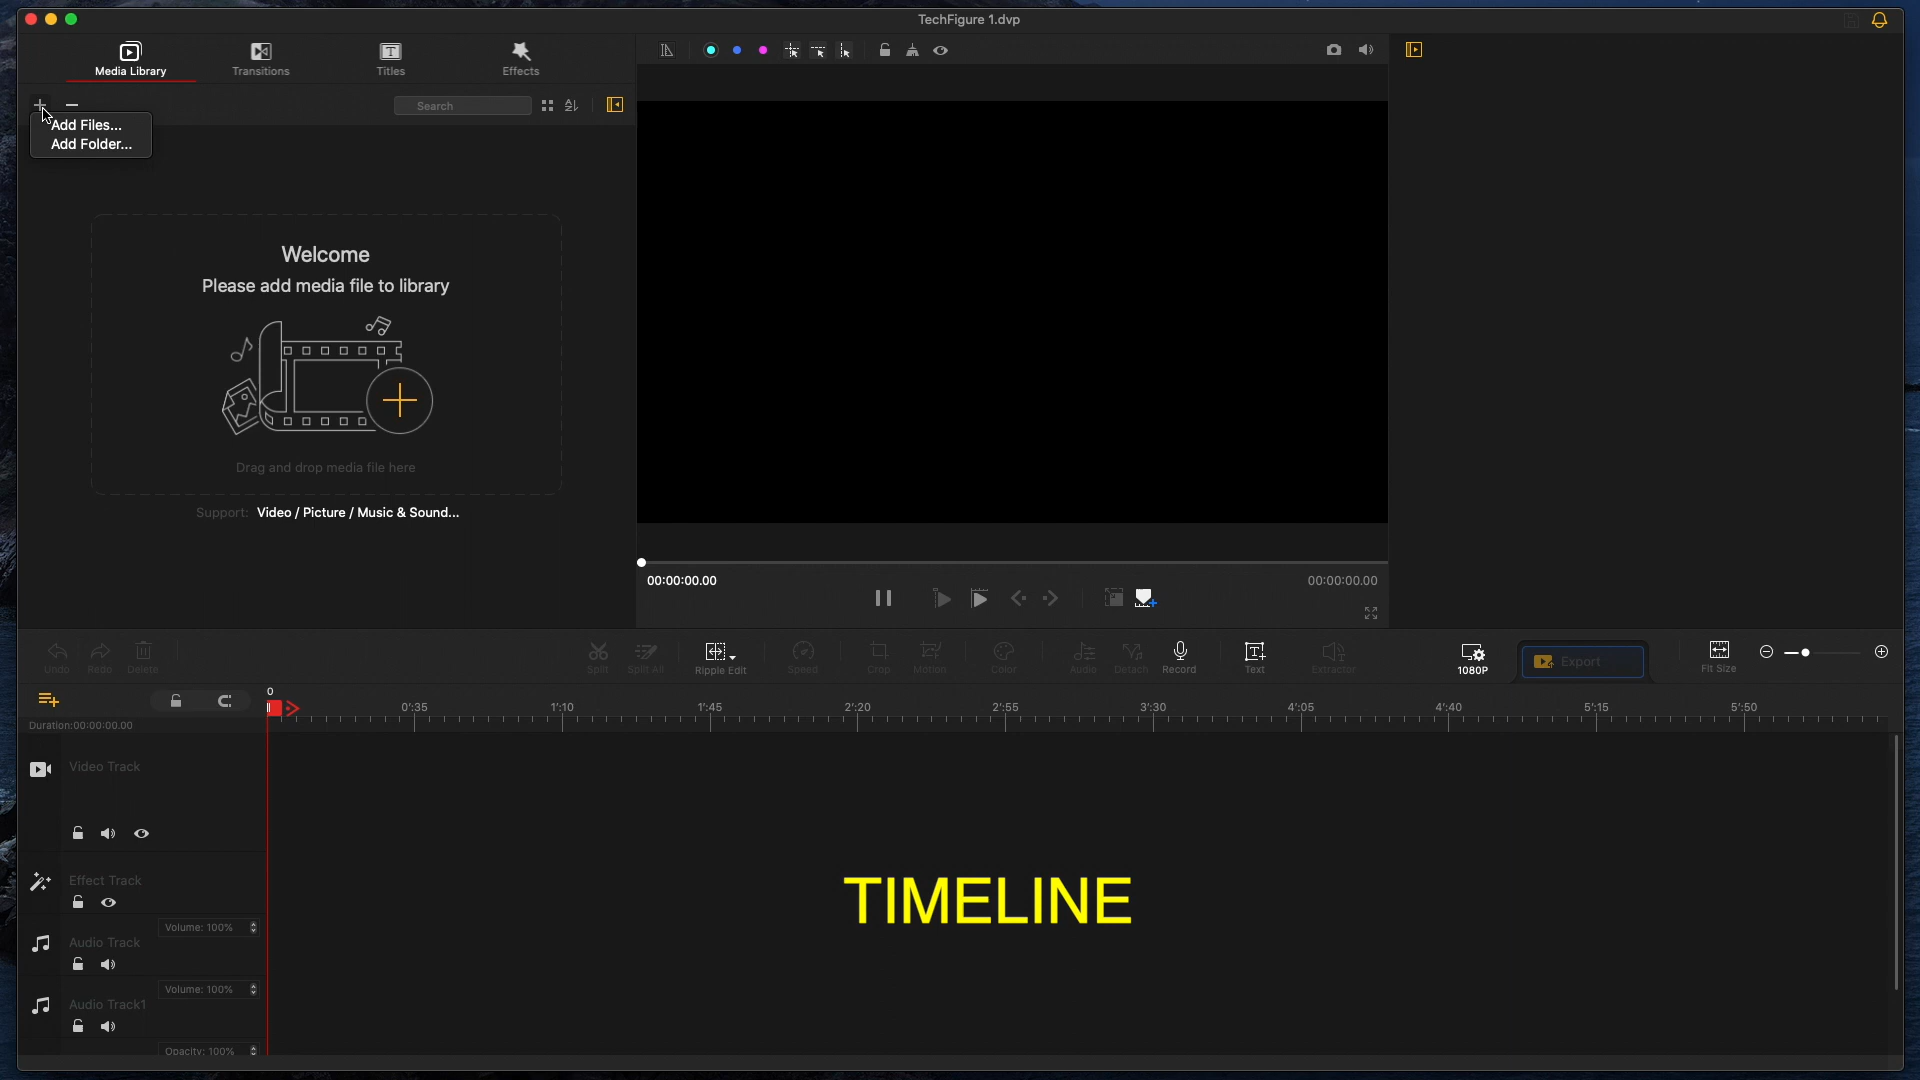 TechFigure 1.dvp
Media Library
Transitions
Titles
Effects
Search
Add Files...
Add Folder...
Welcome
Please add media file to library
Drag and drop media file here
Support: Video / Picture / Music & Sound...
00:00:00.00
00:00:00.00
Undo
Redo
Delete
Split
Split All
Ripple Edit
Speed
Crop
Motion
Color
Audio
Detach
Record
Text
Extractor
1080P
Export
Fit Size
0
0'35
1'10
1'45
2'20
2'55
3'30
4'05
4'40
5'15
5'50
Duration:00:00:00.00
Video Track
Effect Track
TIMELINE
Volume: 100%
Audio Track
Volume: 100%
Audio Track1
Opacity: 100%